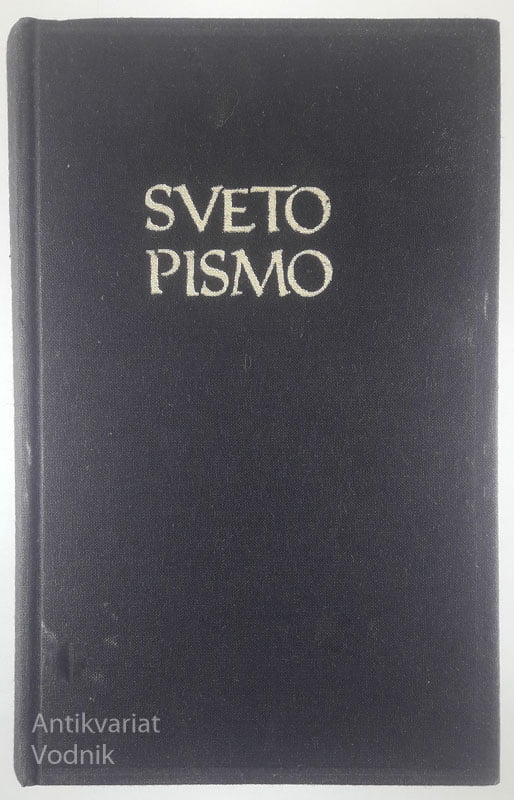 SVETO
PISMO
Antikvariat
Vodnik